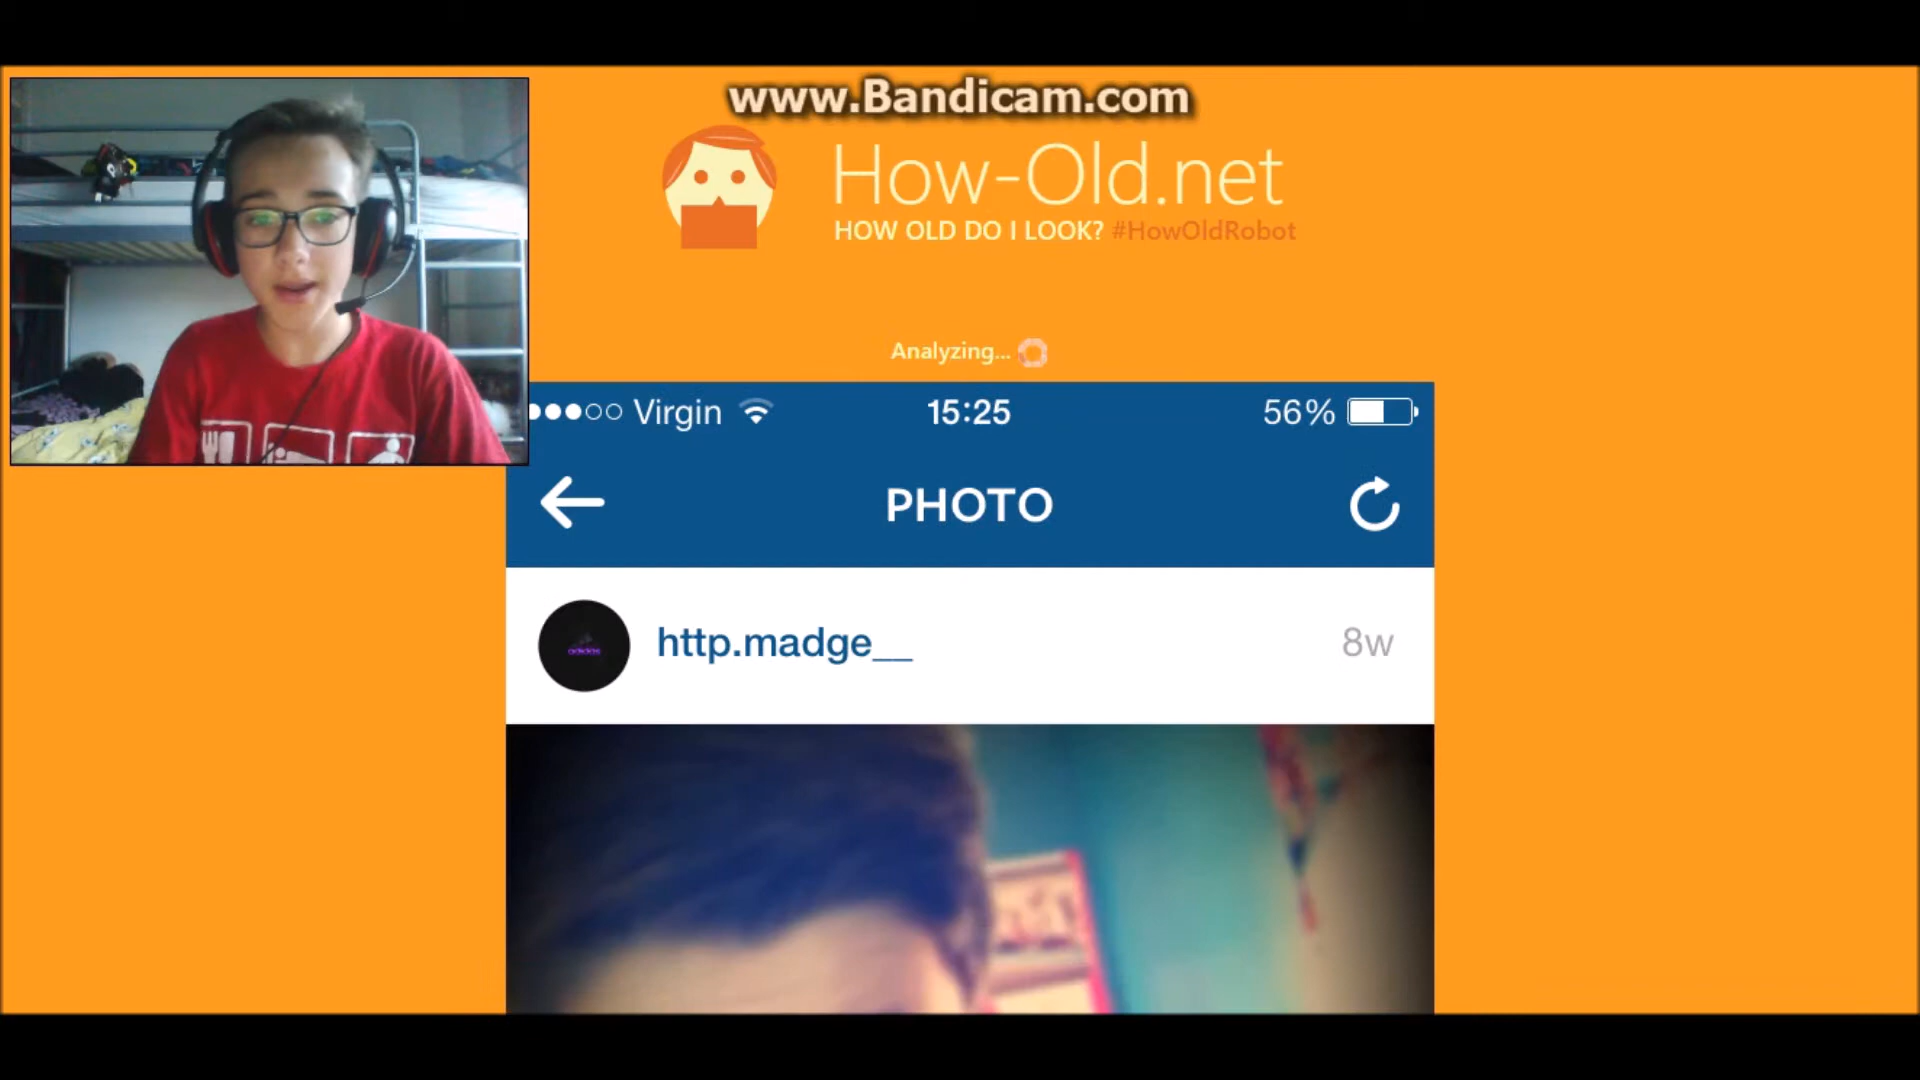 www.Bandicam.com
How-Old.net
HOW OLD DO I LOOK? #HowOldRobot
Analyzing...
Virgin 15:25 56%
PHOTO
adidas
http.madge__ 8w